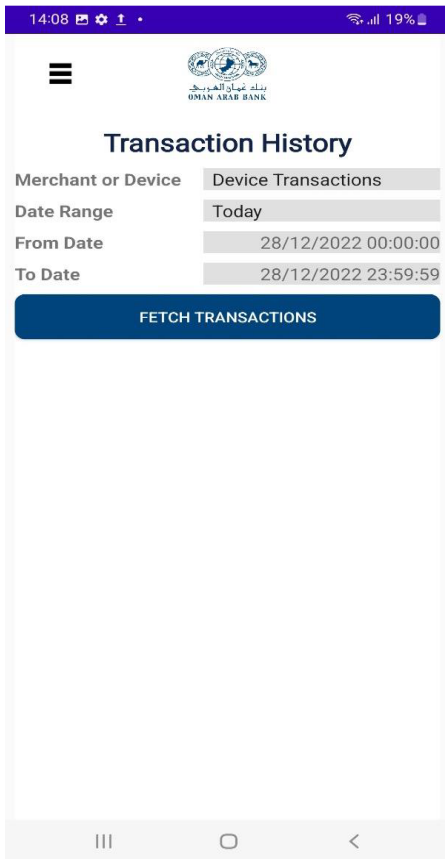 14:08 19%
بنك عُمان العربي
OMAN ARAB BANK
Transaction History
Merchant or Device Device Transactions
Date Range Today
From Date 28/12/2022 00:00:00
To Date 28/12/2022 23:59:59
FETCH TRANSACTIONS